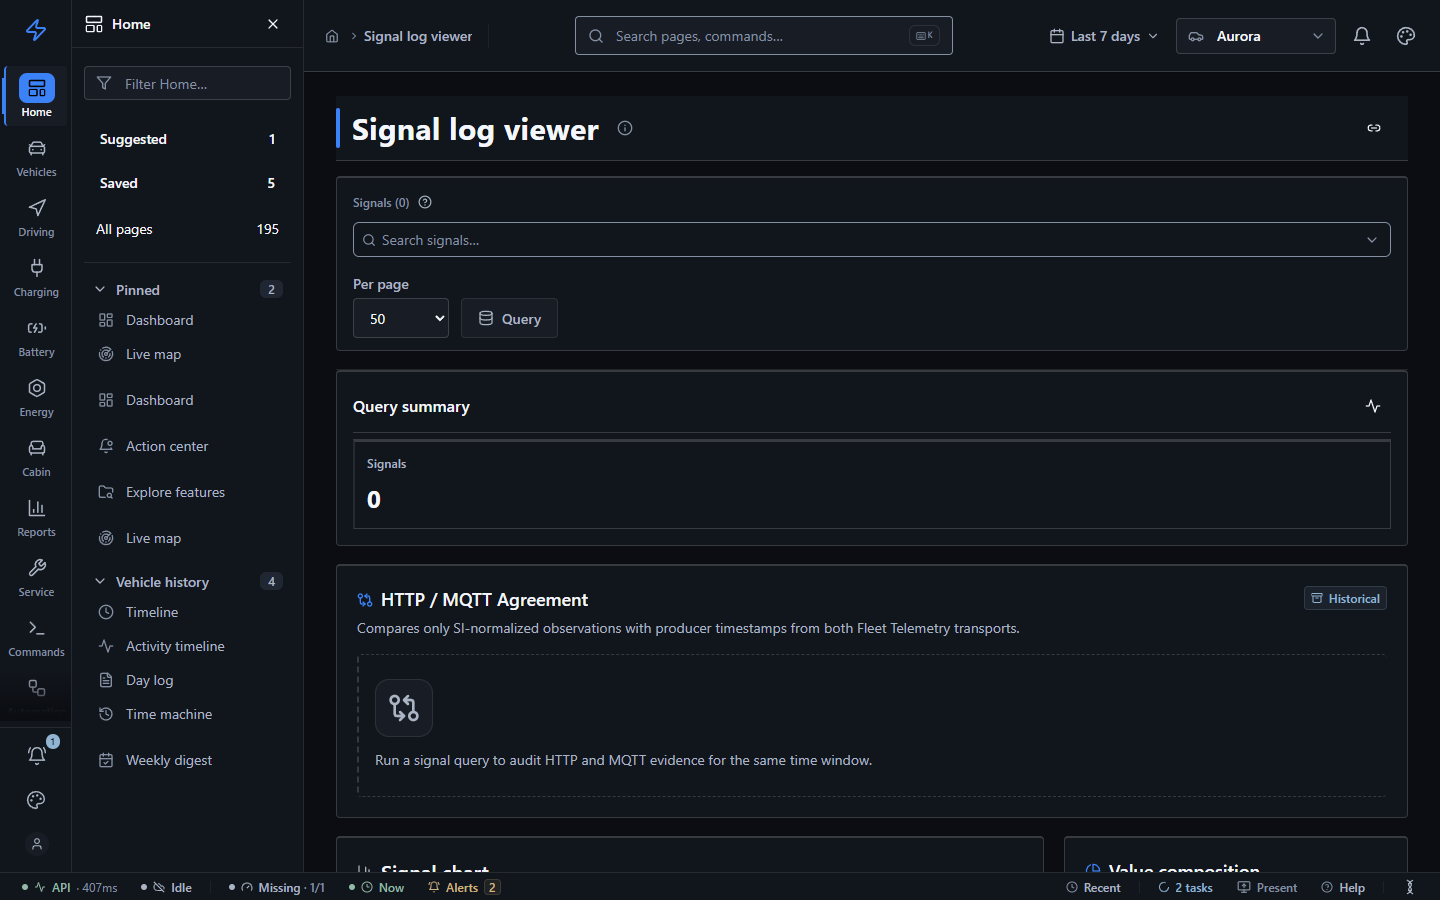 Home
Vehicles
Driving
Charging
Battery
Energy
Cabin
Reports
Service
Commands
1
Home
Filter Home...
Suggested 1
Saved 5
All pages 195
Pinned 2
Dashboard
Live map
Dashboard
Action center
Explore features
Live map
Vehicle history 4
Timeline
Activity timeline
Day log
Time machine
Weekly digest
Signal log viewer
Search pages, commands...
K
Last 7 days
Aurora
Signal log viewer
Signals (0)
Search signals...
Per page
50
Query
Query summary
Signals
0
HTTP / MQTT Agreement
Historical
Compares only SI-normalized observations with producer timestamps from both Fleet Telemetry transports.
Run a signal query to audit HTTP and MQTT evidence for the same time window.
Signal chart
Value composition
API · 407ms
Idle
Missing · 1/1
Now
Alerts 2
Recent
2 tasks
Present
Help